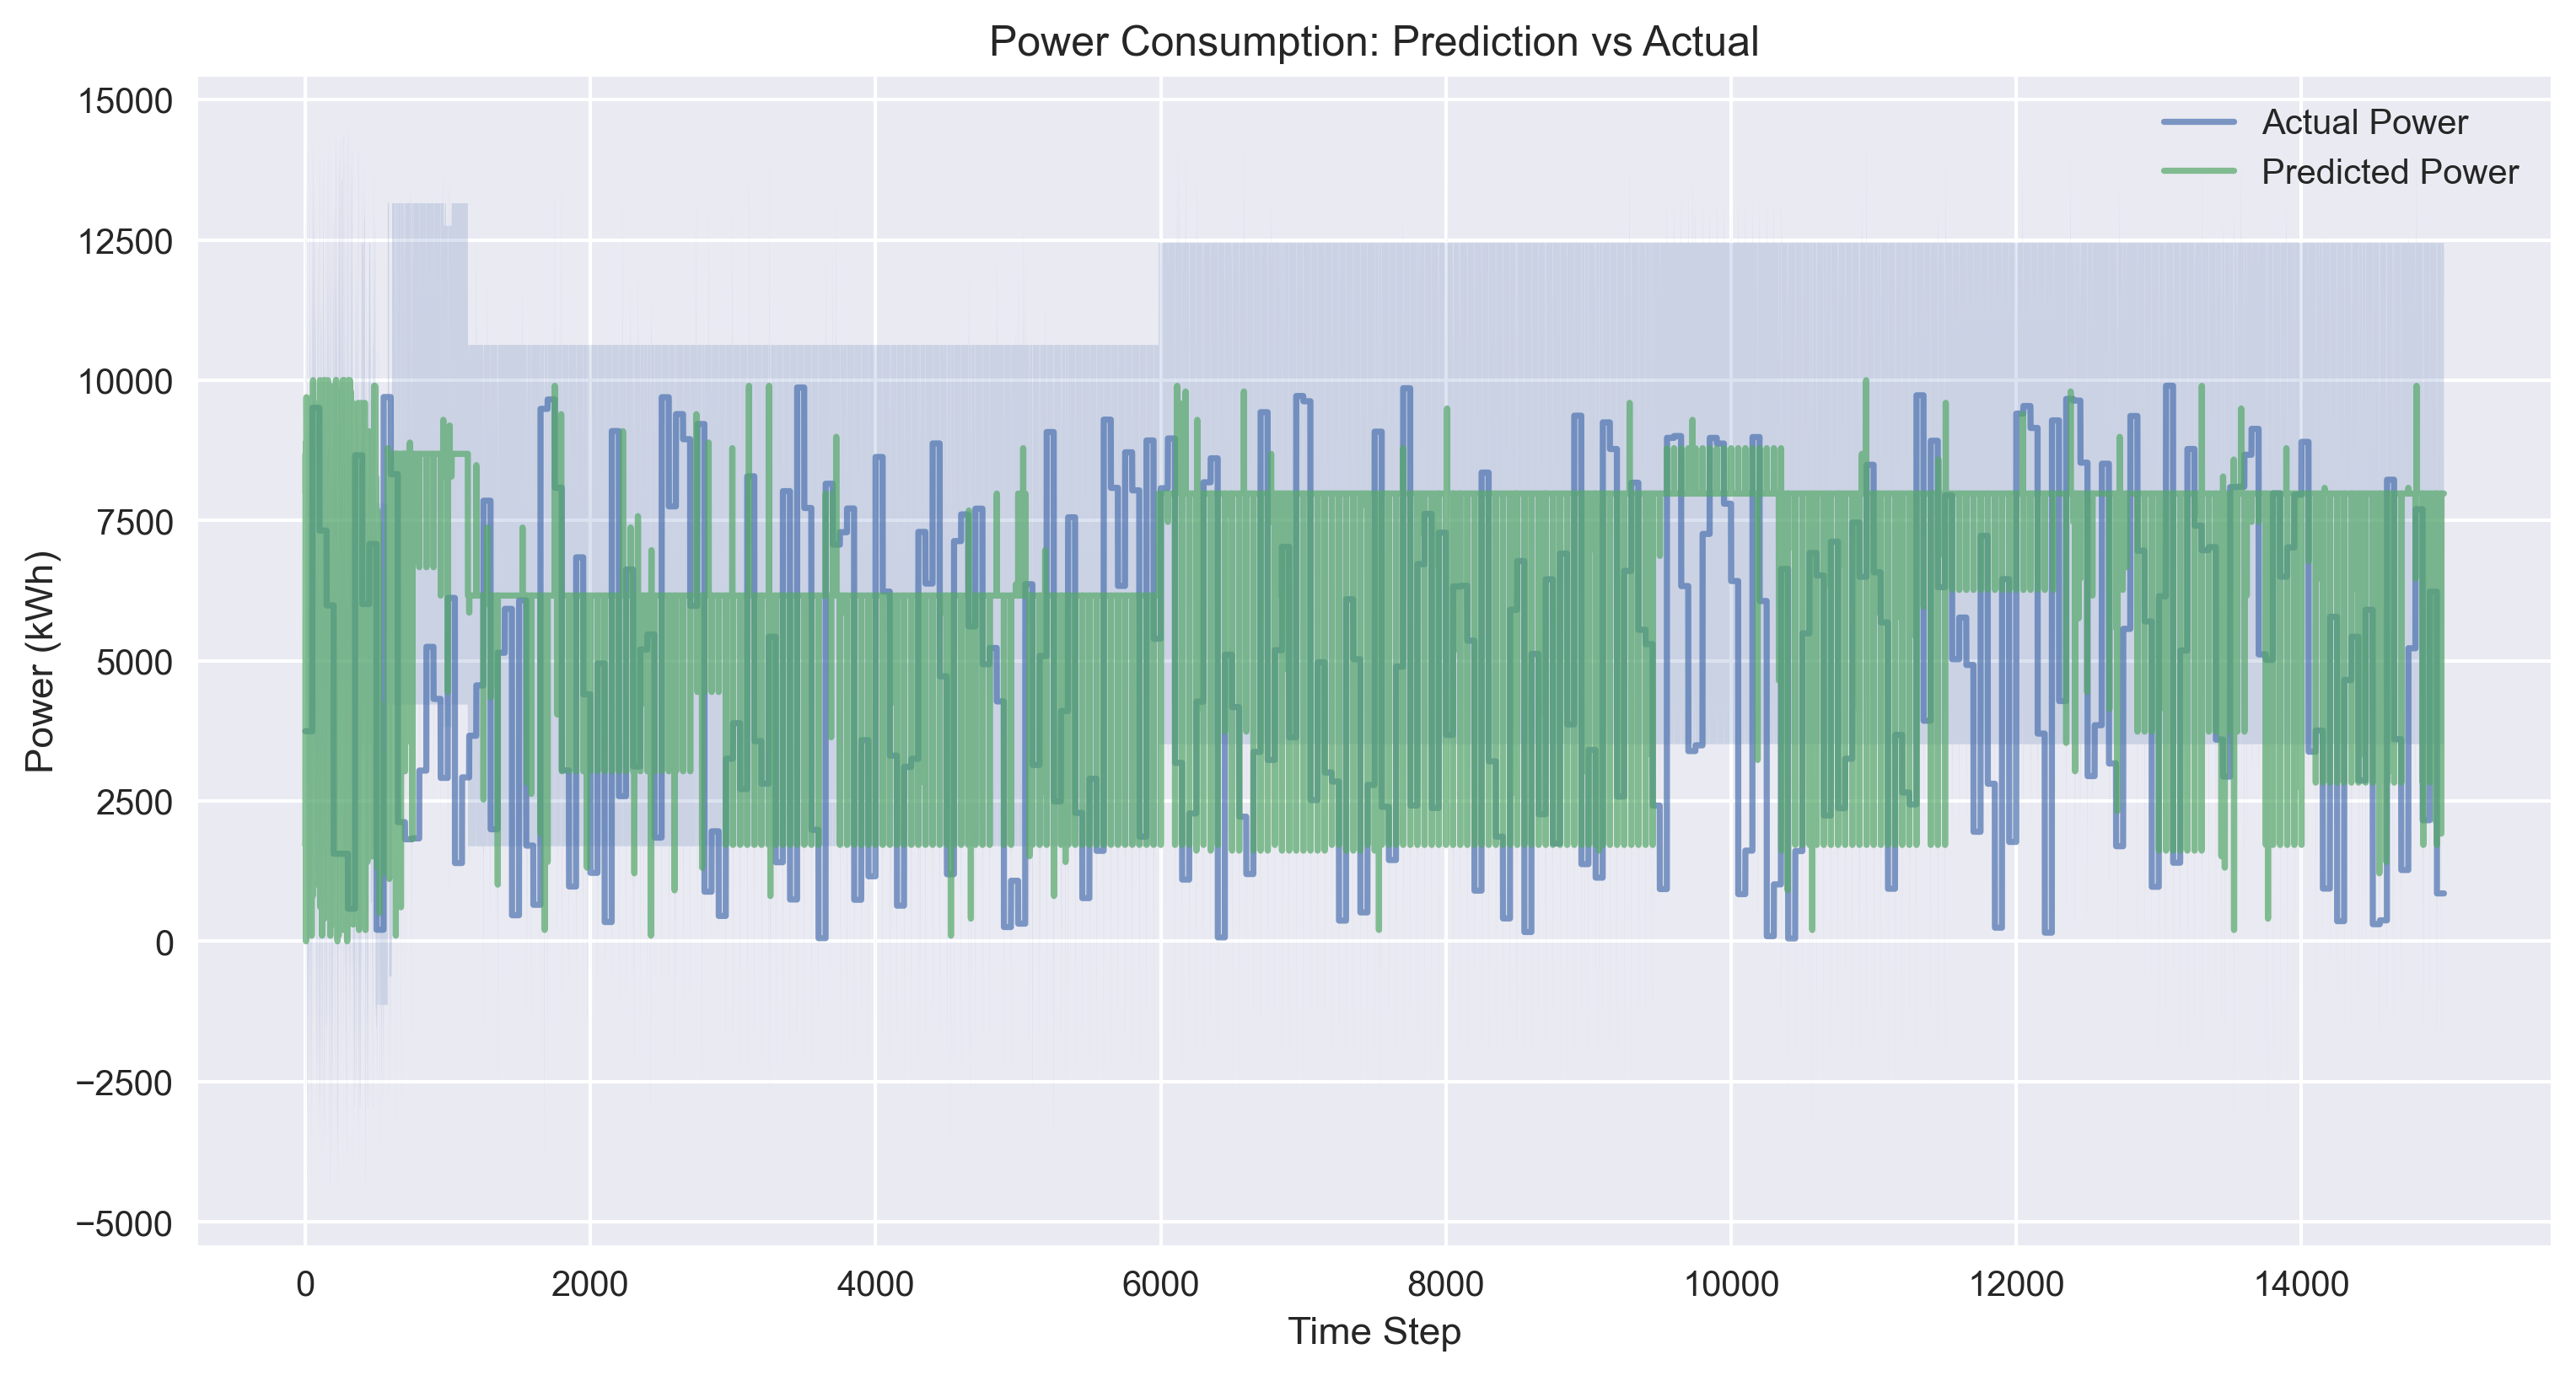 Power Consumption: Prediction vs Actual
Actual Power
Predicted Power
Power (kWh)
15000
12500
10000
7500
5000
2500
0
−2500
−5000
0 2000 4000 6000 8000 10000 12000 14000
Time Step